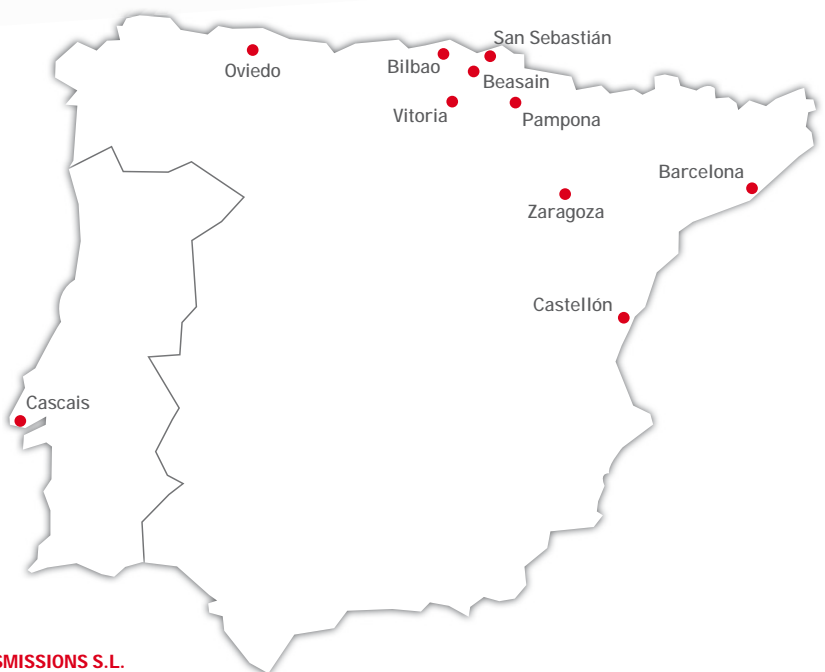 San Sebastián
Oviedo
Bilbao
Beasain
Vitoria
Pampona
Barcelona
Zaragoza
Castellón
Cascais
SMISSIONS S.L.